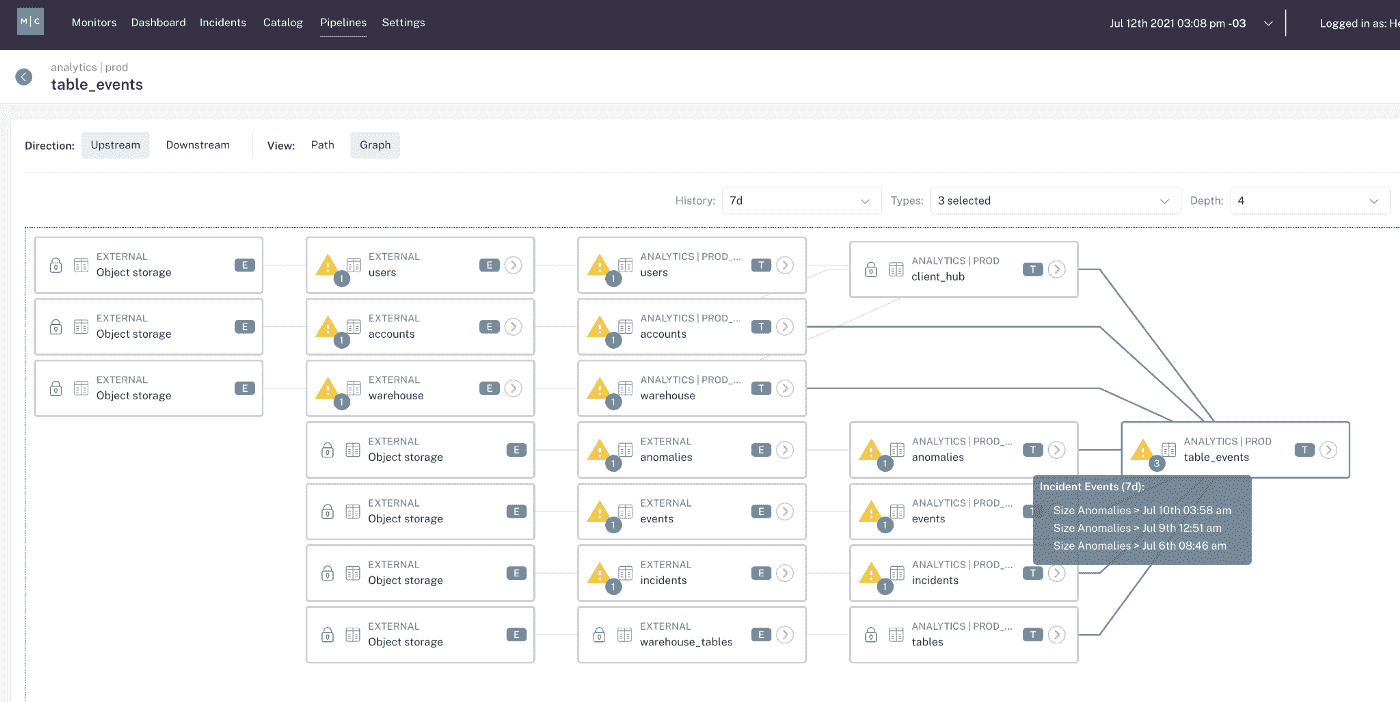 M|C Monitors Dashboard Incidents Catalog Pipelines Settings Jul 12th 2021 03:08 pm -03 Logged in as: He
analytics | prod
table_events
Direction: Upstream Downstream View: Path Graph
History: 7d Types: 3 selected Depth: 4
EXTERNAL
Object storage E
EXTERNAL
users E 1
ANALYTICS | PROD_...
users T 1
ANALYTICS | PROD
client_hub T
EXTERNAL
Object storage E
EXTERNAL
accounts E 1
ANALYTICS | PROD_...
accounts T 1
EXTERNAL
Object storage E
EXTERNAL
warehouse E 1
ANALYTICS | PROD_...
warehouse T 1
EXTERNAL
Object storage E
EXTERNAL
anomalies E 1
ANALYTICS | PROD_...
anomalies T 1
ANALYTICS | PROD
table_events T 3
Incident Events (7d):
Size Anomalies > Jul 10th 03:58 am
Size Anomalies > Jul 9th 12:51 am
Size Anomalies > Jul 6th 08:46 am
EXTERNAL
Object storage E
EXTERNAL
events E 1
ANALYTICS | PROD_...
events T 1
EXTERNAL
Object storage E
EXTERNAL
incidents E 1
ANALYTICS | PROD_...
incidents T 1
EXTERNAL
Object storage E
EXTERNAL
warehouse_tables E
ANALYTICS | PROD_...
tables T